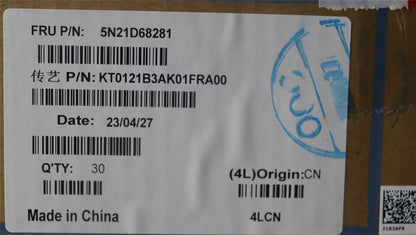 FRU P/N: 5N21D68281
传艺 P/N: KT0121B3AK01FRA00
Date: 23/04/27
Q'TY: 30
(4L)Origin:CN
Made in China
4LCN